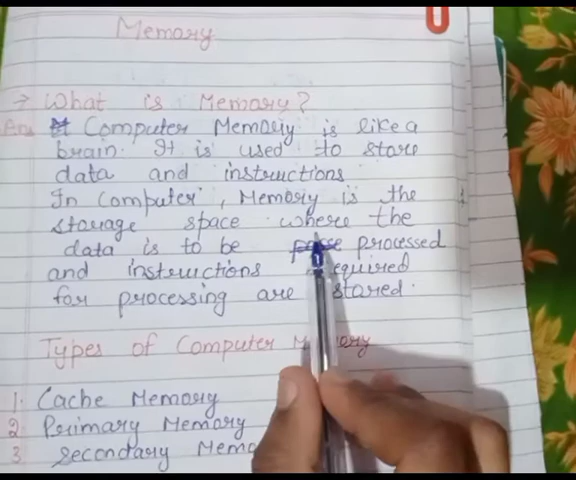 Memory
→ What is Memory?
Ans Computer Memory is like a
brain. It is used to store
data and instructions
In Computer, Memory is the
storage space where the
data is to be processed
and instructions required
for processing are stored.
Types of Computer Memory
1. Cache Memory
2. Primary Memory
3. Secondary Memo